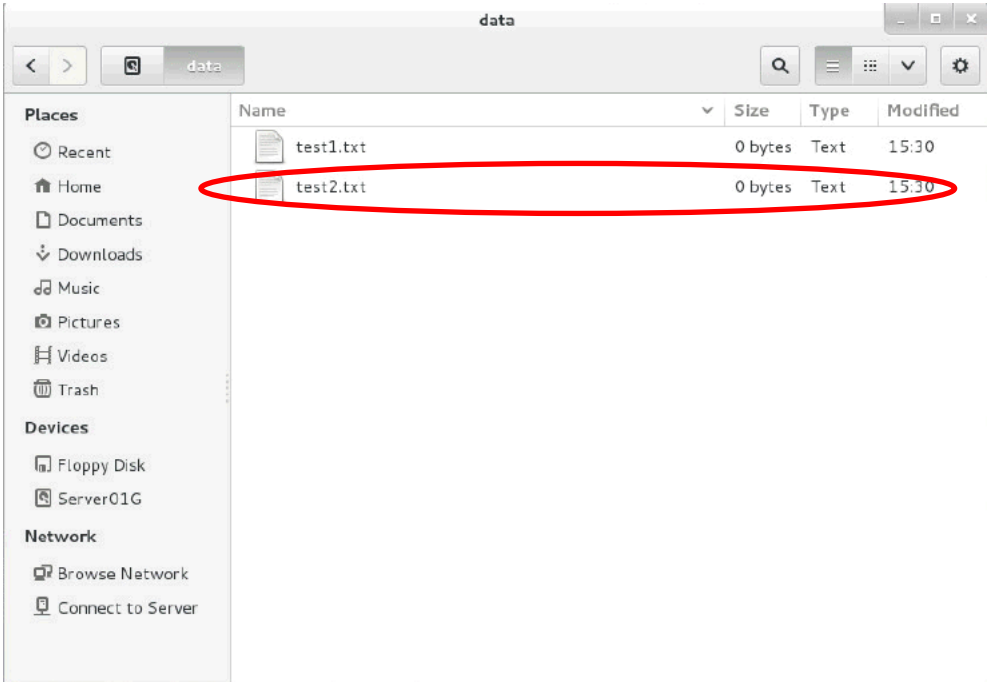 data
data
Places
Recent
Home
Documents
Downloads
Music
Pictures
Videos
Trash
Devices
Floppy Disk
Server01G
Network
Browse Network
Connect to Server
Name Size Type Modified
test1.txt 0 bytes Text 15:30
test2.txt 0 bytes Text 15:30